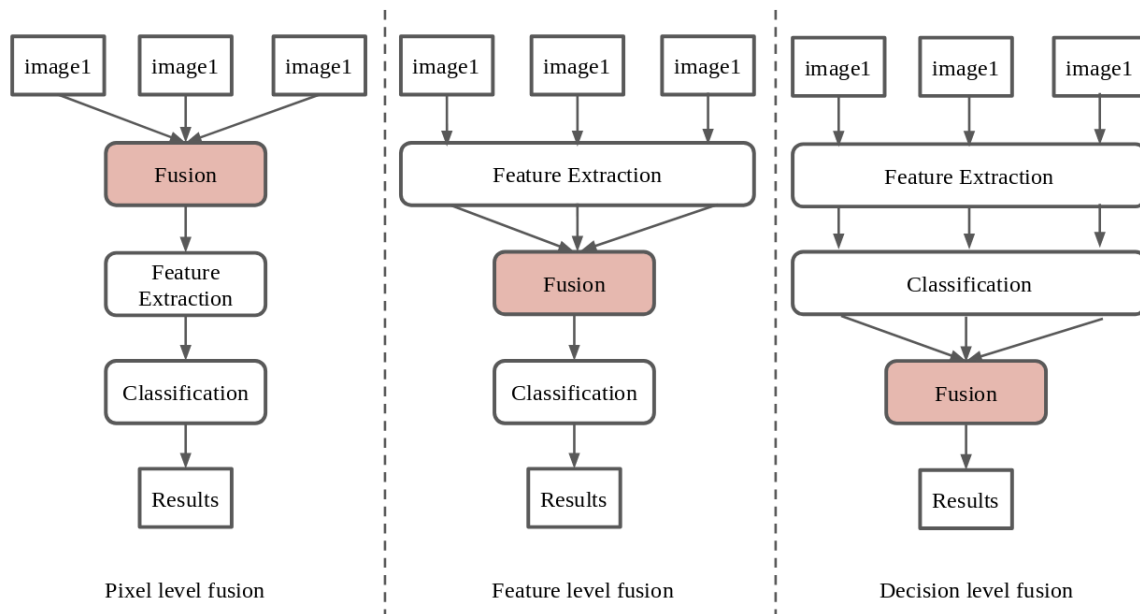 image1
image1
image1
Fusion
Feature
Extraction
Classification
Results
Pixel level fusion
image1
image1
image1
Feature Extraction
Fusion
Classification
Results
Feature level fusion
image1
image1
image1
Feature Extraction
Classification
Fusion
Results
Decision level fusion